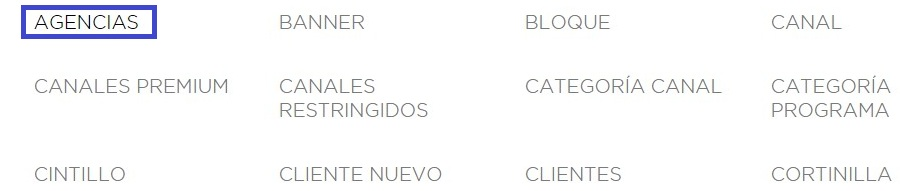 AGENCIAS
BANNER
BLOQUE
CANAL
CANALES PREMIUM
CANALES
RESTRINGIDOS
CATEGORÍA CANAL
CATEGORÍA
PROGRAMA
CINTILLO
CLIENTE NUEVO
CLIENTES
CORTINILLA